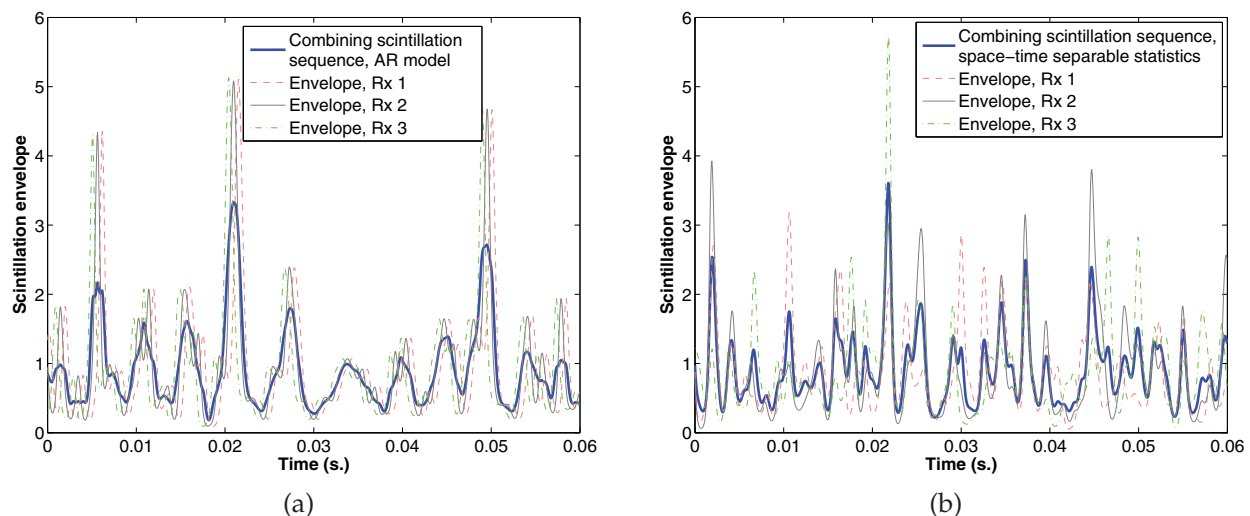 6
5
4
3
2
1
0
Scintillation envelope
0
0.01
0.02
0.03
0.04
0.05
0.06
Time (s.)
Combining scintillation
sequence, AR model
Envelope, Rx 1
Envelope, Rx 2
Envelope, Rx 3
(a)
6
5
4
3
2
1
0
Scintillation envelope
0
0.01
0.02
0.03
0.04
0.05
0.06
Time (s.)
Combining scintillation sequence,
space−time separable statistics
Envelope, Rx 1
Envelope, Rx 2
Envelope, Rx 3
(b)